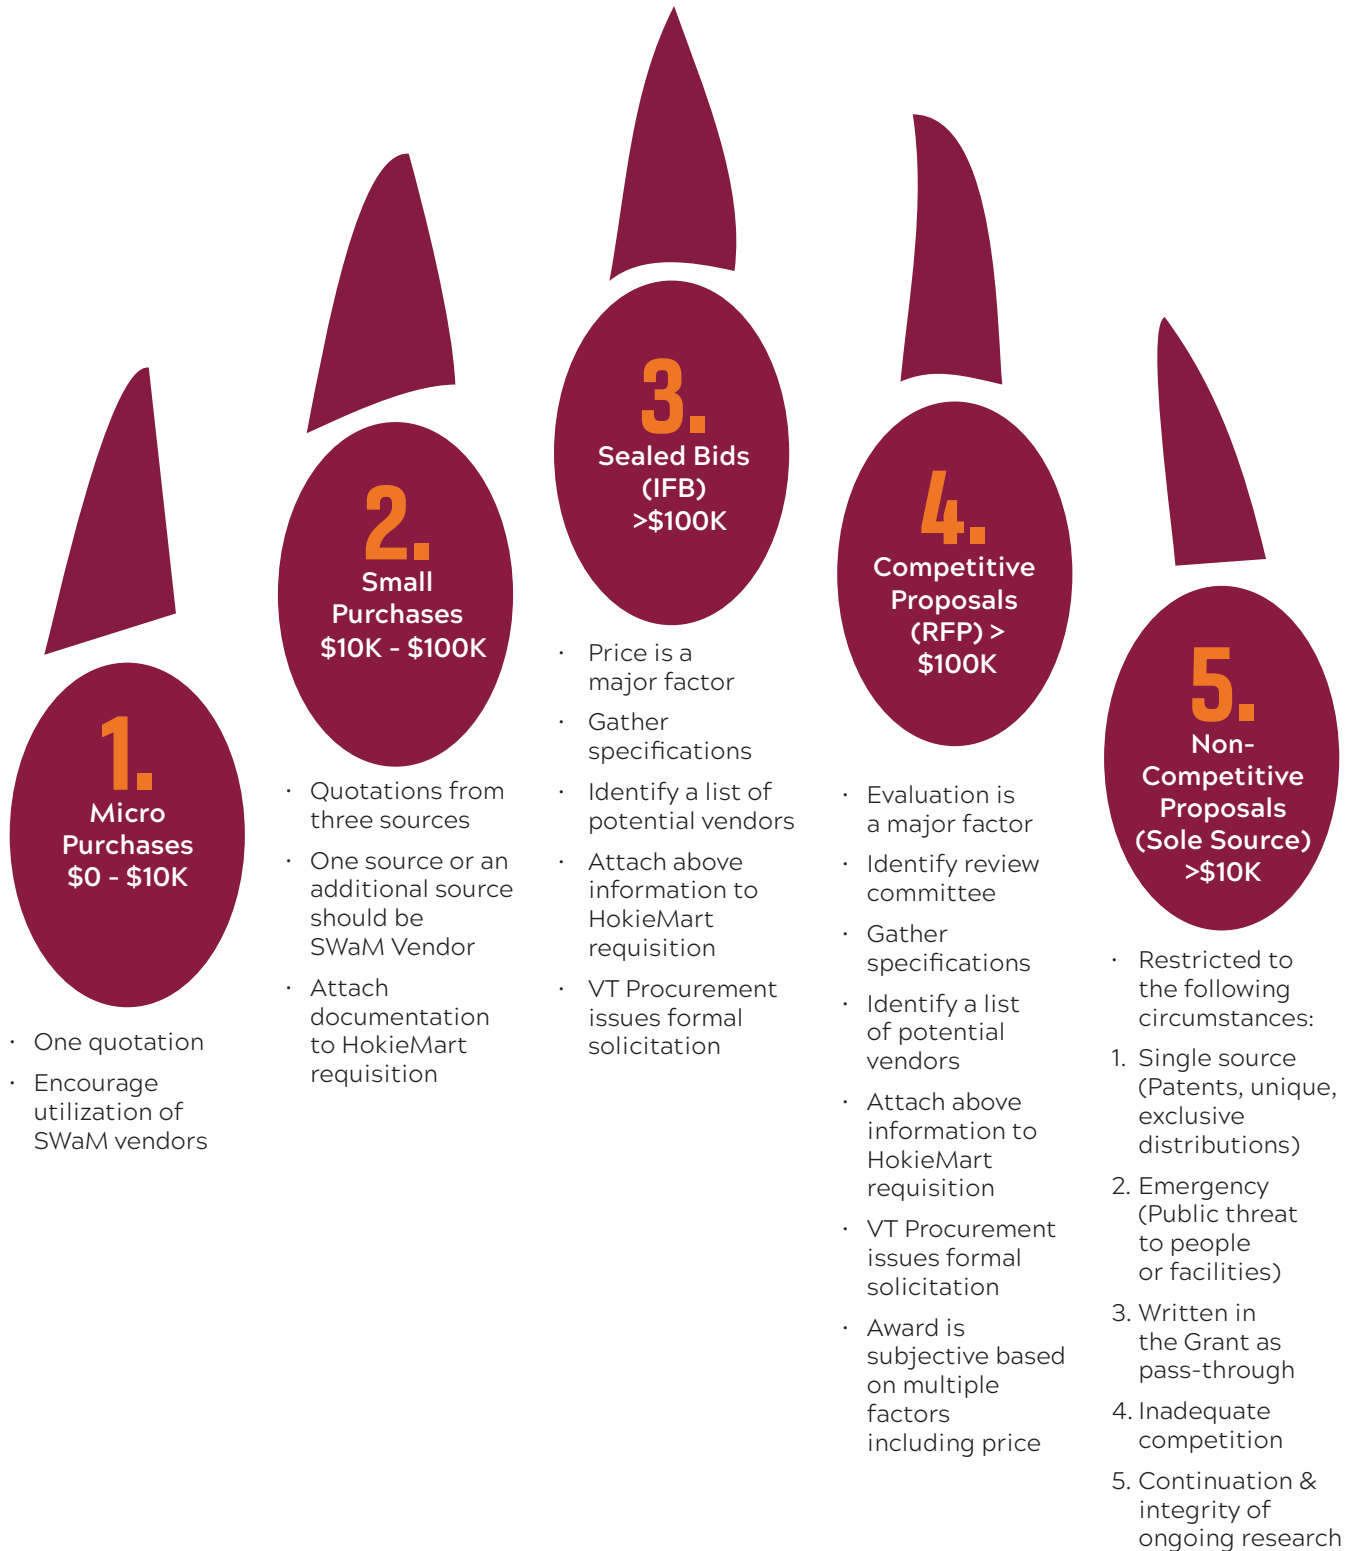 1.
Micro
Purchases
$0 - $10K
· One quotation
· Encourage
utilization of
SWaM vendors
2.
Small
Purchases
$10K - $100K
· Quotations from
three sources
· One source or an
additional source
should be
SWaM Vendor
· Attach
documentation
to HokieMart
requisition
3.
Sealed Bids
(IFB)
>$100K
· Price is a
major factor
· Gather
specifications
· Identify a list of
potential vendors
· Attach above
information to
HokieMart
requisition
· VT Procurement
issues formal
solicitation
4.
Competitive
Proposals
(RFP) >
$100K
· Evaluation is
a major factor
· Identify review
committee
· Gather
specifications
· Identify a list
of potential
vendors
· Attach above
information to
HokieMart
requisition
· VT Procurement
issues formal
solicitation
· Award is
subjective based
on multiple
factors
including price
5.
Non-
Competitive
Proposals
(Sole Source)
>$10K
· Restricted to
the following
circumstances:
1. Single source
(Patents, unique,
exclusive
distributions)
2. Emergency
(Public threat
to people
or facilities)
3. Written in
the Grant as
pass-through
4. Inadequate
competition
5. Continuation &
integrity of
ongoing research